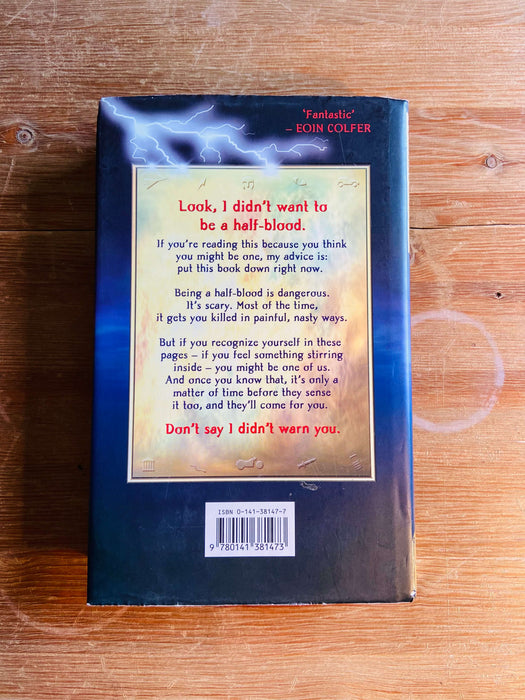 ‘Fantastic’
– EOIN COLFER
Look, I didn’t want to
be a half-blood.
If you’re reading this because you think
you might be one, my advice is:
put this book down right now.
Being a half-blood is dangerous.
It’s scary. Most of the time,
it gets you killed in painful, nasty ways.
But if you recognize yourself in these
pages – if you feel something stirring
inside – you might be one of us.
And once you know that, it’s only a
matter of time before they sense
it too, and they’ll come for you.
Don’t say I didn’t warn you.
ISBN 0-141-38147-7
9 780141 381473